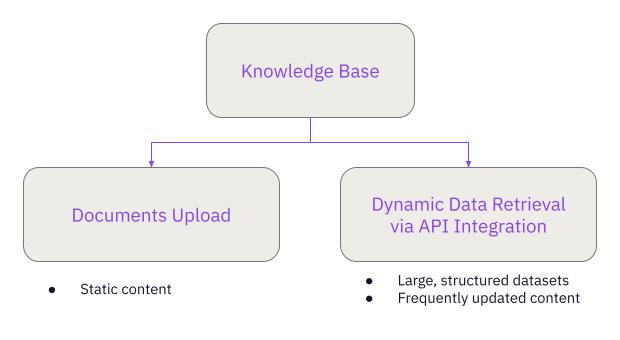 Knowledge Base
Documents Upload
Dynamic Data Retrieval
via API Integration
● Static content
● Large, structured datasets
● Frequently updated content